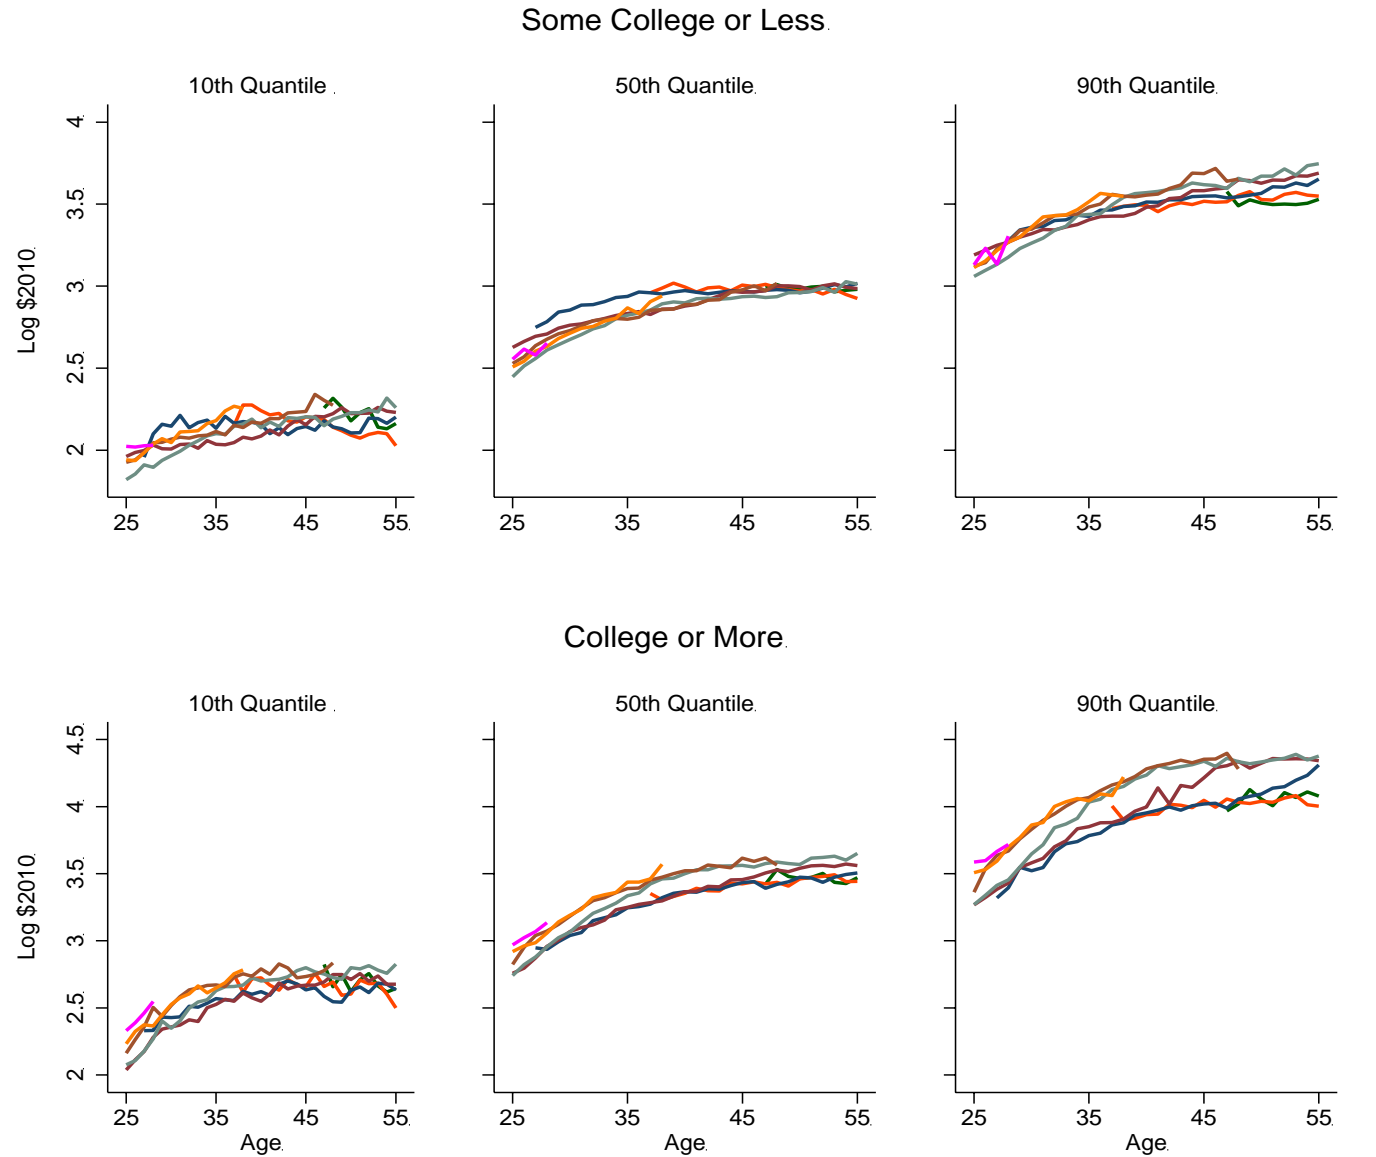 Some College or Less.
10th Quantile .
50th Quantile.
90th Quantile.
Log $2010.
4.
3.5.
3.
2.5.
2.
25 35 45 55.
25 35 45 55.
25 35 45 55.
College or More.
10th Quantile .
50th Quantile.
90th Quantile.
Log $2010.
4.5.
4.
3.5.
3.
2.5.
2.
25 35 45 55.
25 35 45 55.
25 35 45 55.
Age.
Age.
Age.